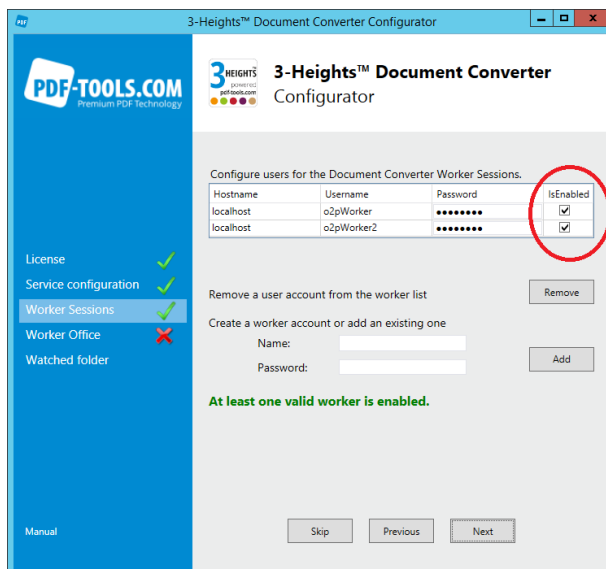 3-Heights™ Document Converter Configurator
PDF-TOOLS.COM
Premium PDF Technology
3 HEIGHTS™
powered
pdf-tools.com
3-Heights™ Document Converter
Configurator
Configure users for the Document Converter Worker Sessions.
Hostname Username Password IsEnabled
localhost o2pWorker ●●●●●●●●
localhost o2pWorker2 ●●●●●●●●
License
Service configuration
Worker Sessions
Worker Office
Watched folder
Remove a user account from the worker list Remove
Create a worker account or add an existing one
Name:
Password:
Add
At least one valid worker is enabled.
Manual Skip Previous Next